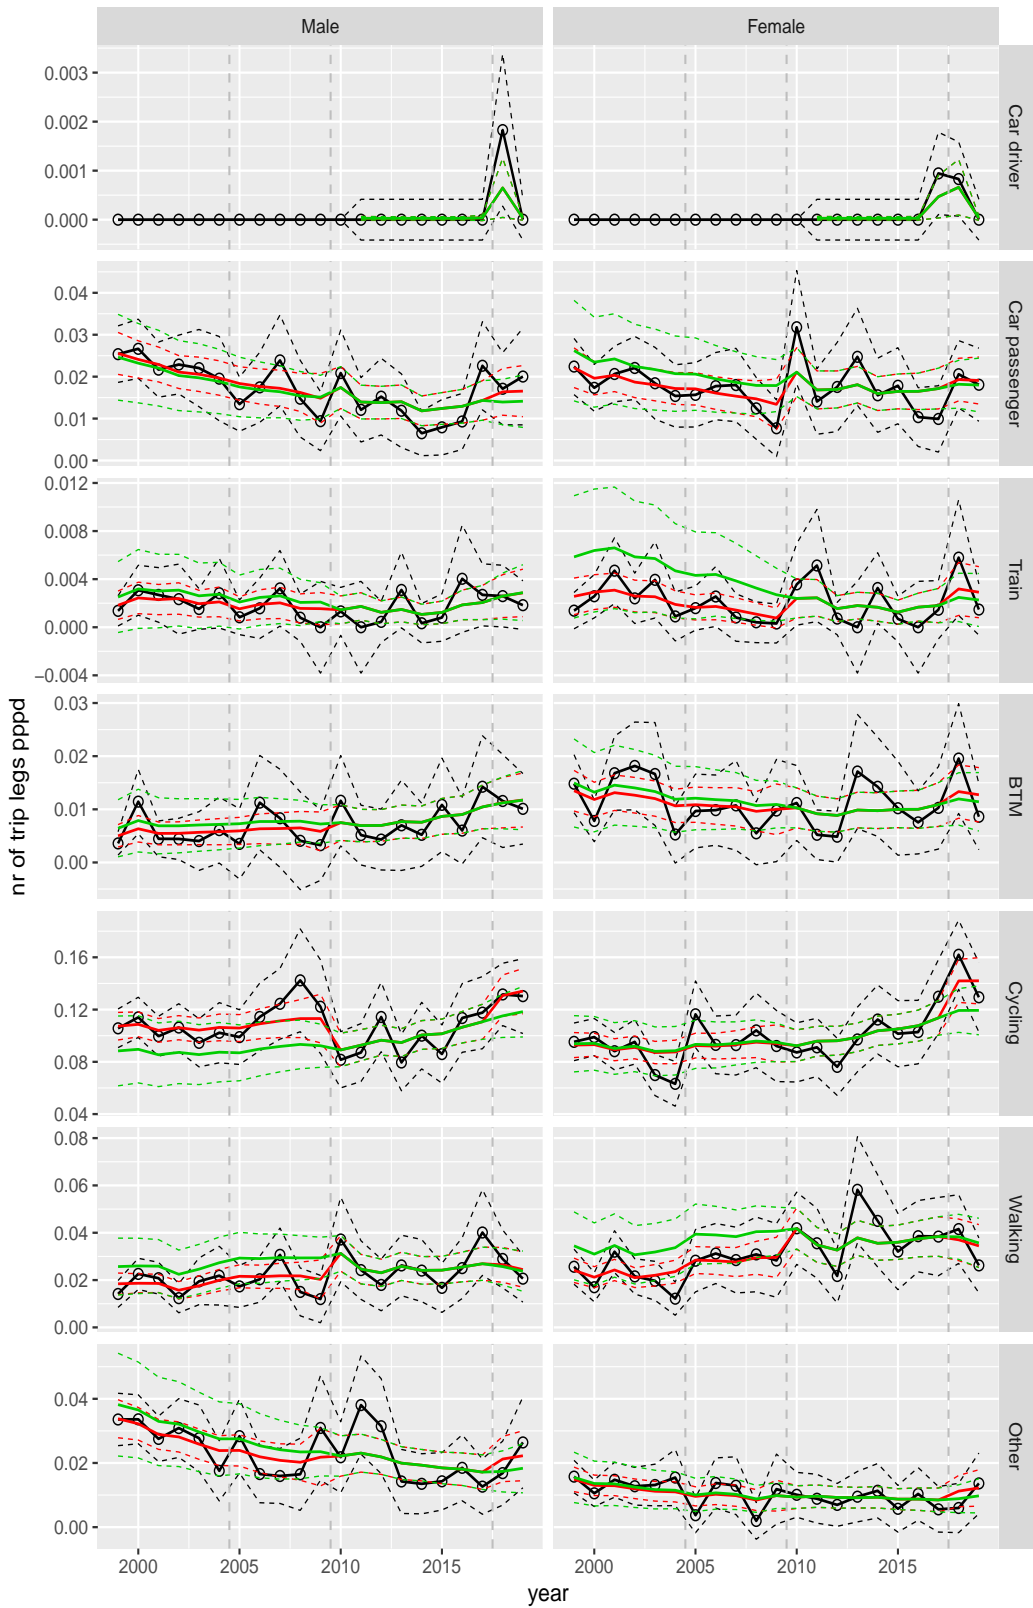 Male Female
0.003
0.002
0.001
0.000
Car driver
0.04
0.03
0.02
0.01
0.00
Car passenger
0.012
0.008
0.004
0.000
−0.004
Train
0.03
0.02
0.01
0.00
BTM
0.16
0.12
0.08
0.04
Cycling
0.08
0.06
0.04
0.02
0.00
Walking
0.04
0.02
0.00
Other
2000 2005 2010 2015 2000 2005 2010 2015
year
nr of trip legs pppd